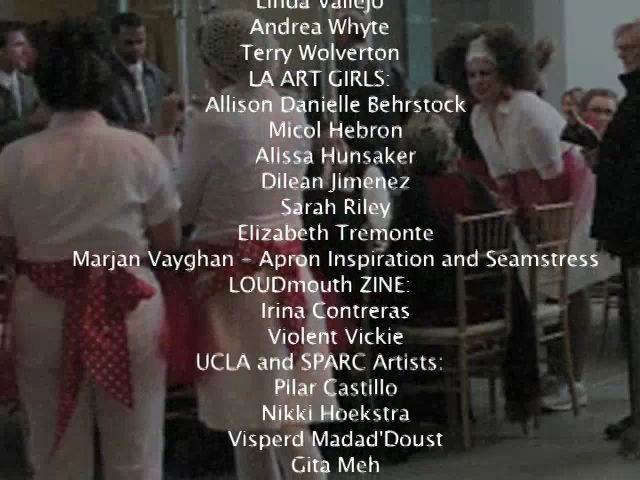 Linda Vallejo
Andrea Whyte
Terry Wolverton
LA ART GIRLS:
Allison Danielle Behrstock
Micol Hebron
Alissa Hunsaker
Dilean Jimenez
Sarah Riley
Elizabeth Tremonte
Marjan Vayghan - Apron Inspiration and Seamstress
LOUDmouth ZINE:
Irina Contreras
Violent Vickie
UCLA and SPARC Artists:
Pilar Castillo
Nikki Hoekstra
Visperd Madad'Doust
Gita Meh